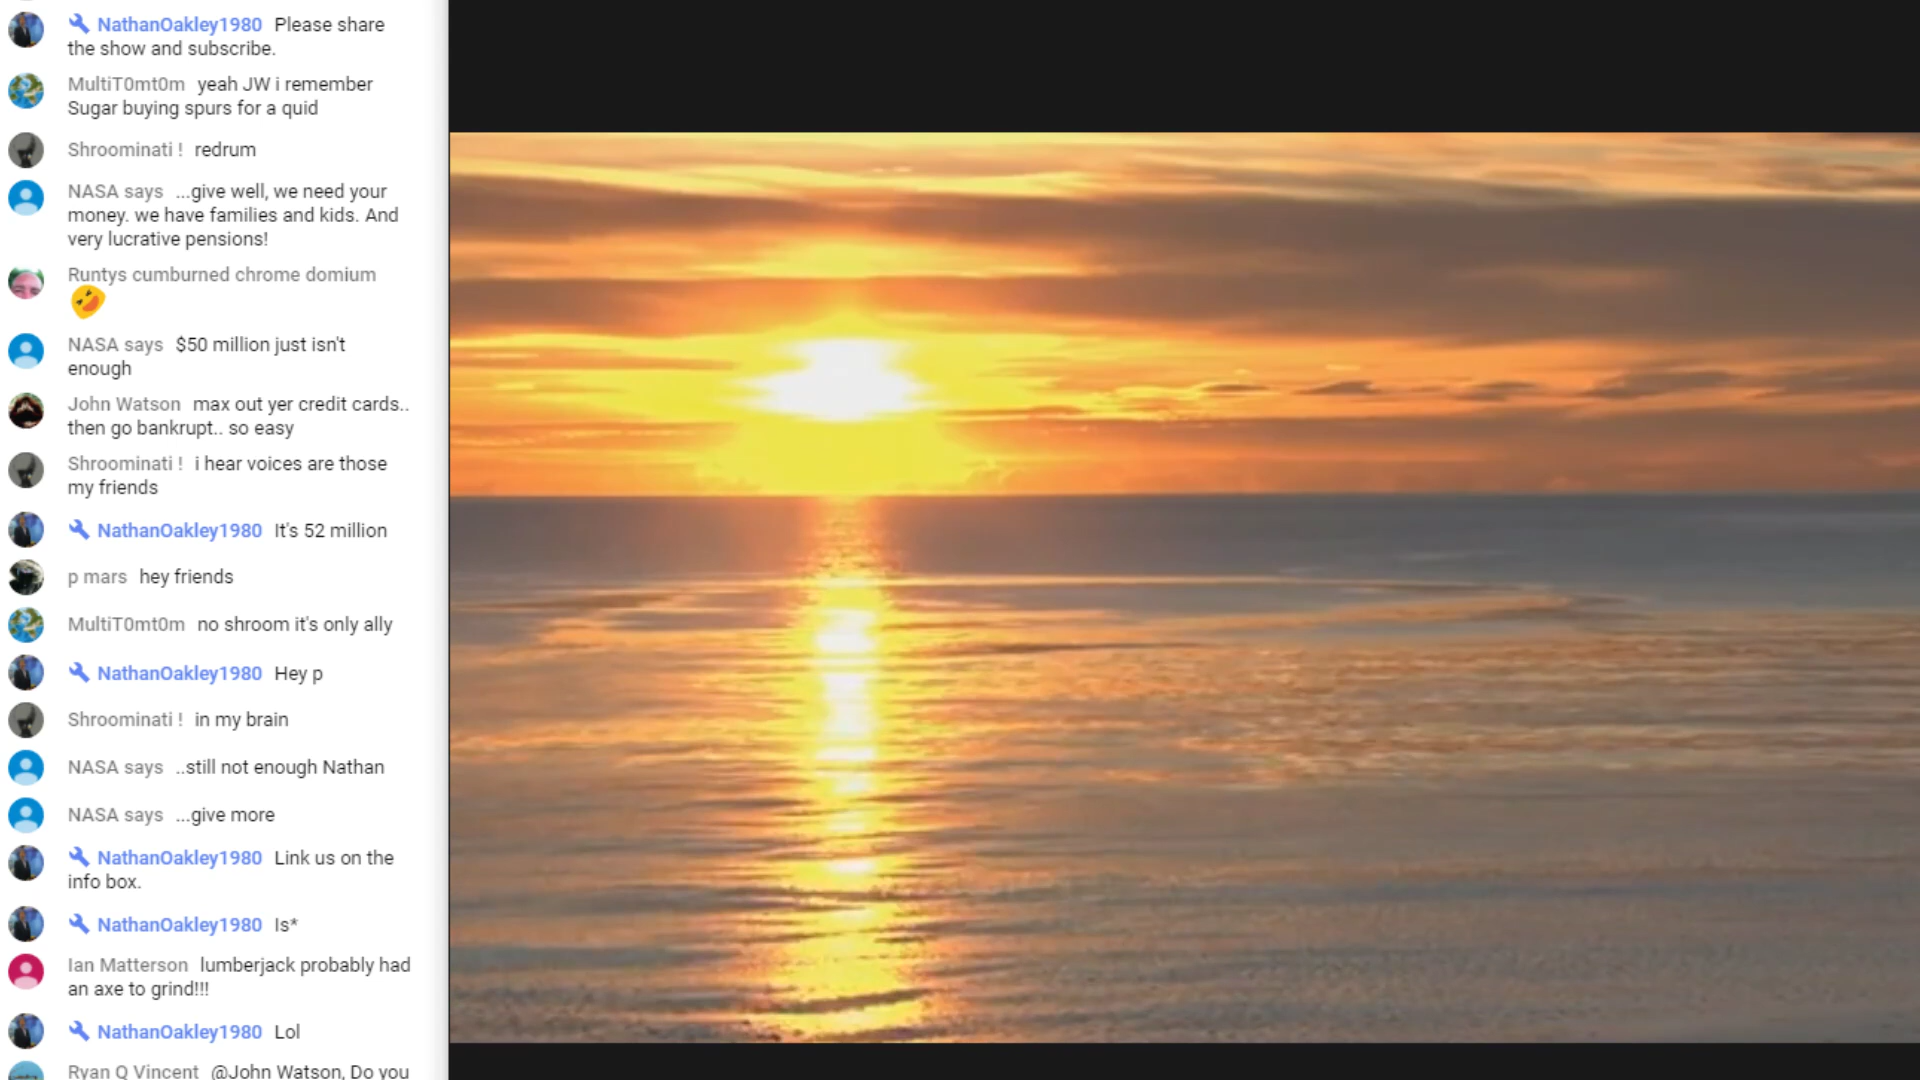 NathanOakley1980 Please share
the show and subscribe.
MultiT0mt0m yeah JW i remember
Sugar buying spurs for a quid
Shroominati ! redrum
NASA says ...give well, we need your
money. we have families and kids. And
very lucrative pensions!
Runtys cumburned chrome domium
NASA says $50 million just isn't
enough
John Watson max out yer credit cards..
then go bankrupt.. so easy
Shroominati ! i hear voices are those
my friends
NathanOakley1980 It's 52 million
p mars hey friends
MultiT0mt0m no shroom it's only ally
NathanOakley1980 Hey p
Shroominati ! in my brain
NASA says ..still not enough Nathan
NASA says ...give more
NathanOakley1980 Link us on the
info box.
NathanOakley1980 Is*
Ian Matterson lumberjack probably had
an axe to grind!!!
NathanOakley1980 Lol
Ryan Q Vincent @John Watson, Do you